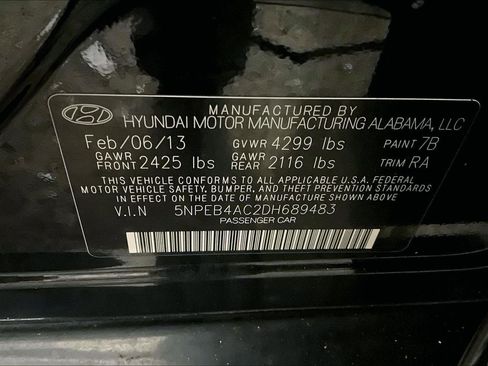 MANUFACTURED BY
HYUNDAI MOTOR MANUFACTURING ALABAMA, LLC
Feb/06/13 GVWR 4299 lbs PAINT 7B
GAWR FRONT 2425 lbs GAWR REAR 2116 lbs TRIM RA
THIS VEHICLE CONFORMS TO ALL APPLICABLE U.S.A. FEDERAL
MOTOR VEHICLE SAFETY, BUMPER, AND THEFT PREVENTION
STANDARDS IN EFFECT ON THE DATE OF MANUFACTURE SHOWN ABOVE.
V.I.N 5NPEB4AC2DH689483
PASSENGER CAR